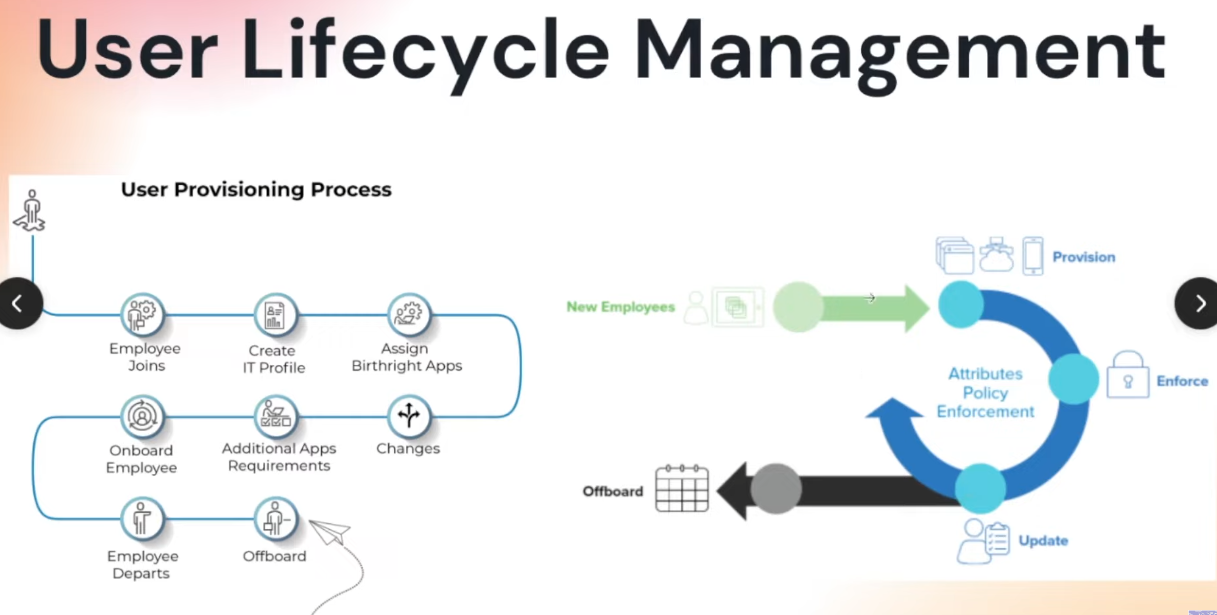 User Lifecycle Management
User Provisioning Process
Employee
Joins
Create
IT Profile
Assign
Birthright Apps
Onboard
Employee
Additional Apps
Requirements
Changes
Employee
Departs
Offboard
New Employees
Provision
Attributes
Policy
Enforcement
Enforce
Offboard
Update